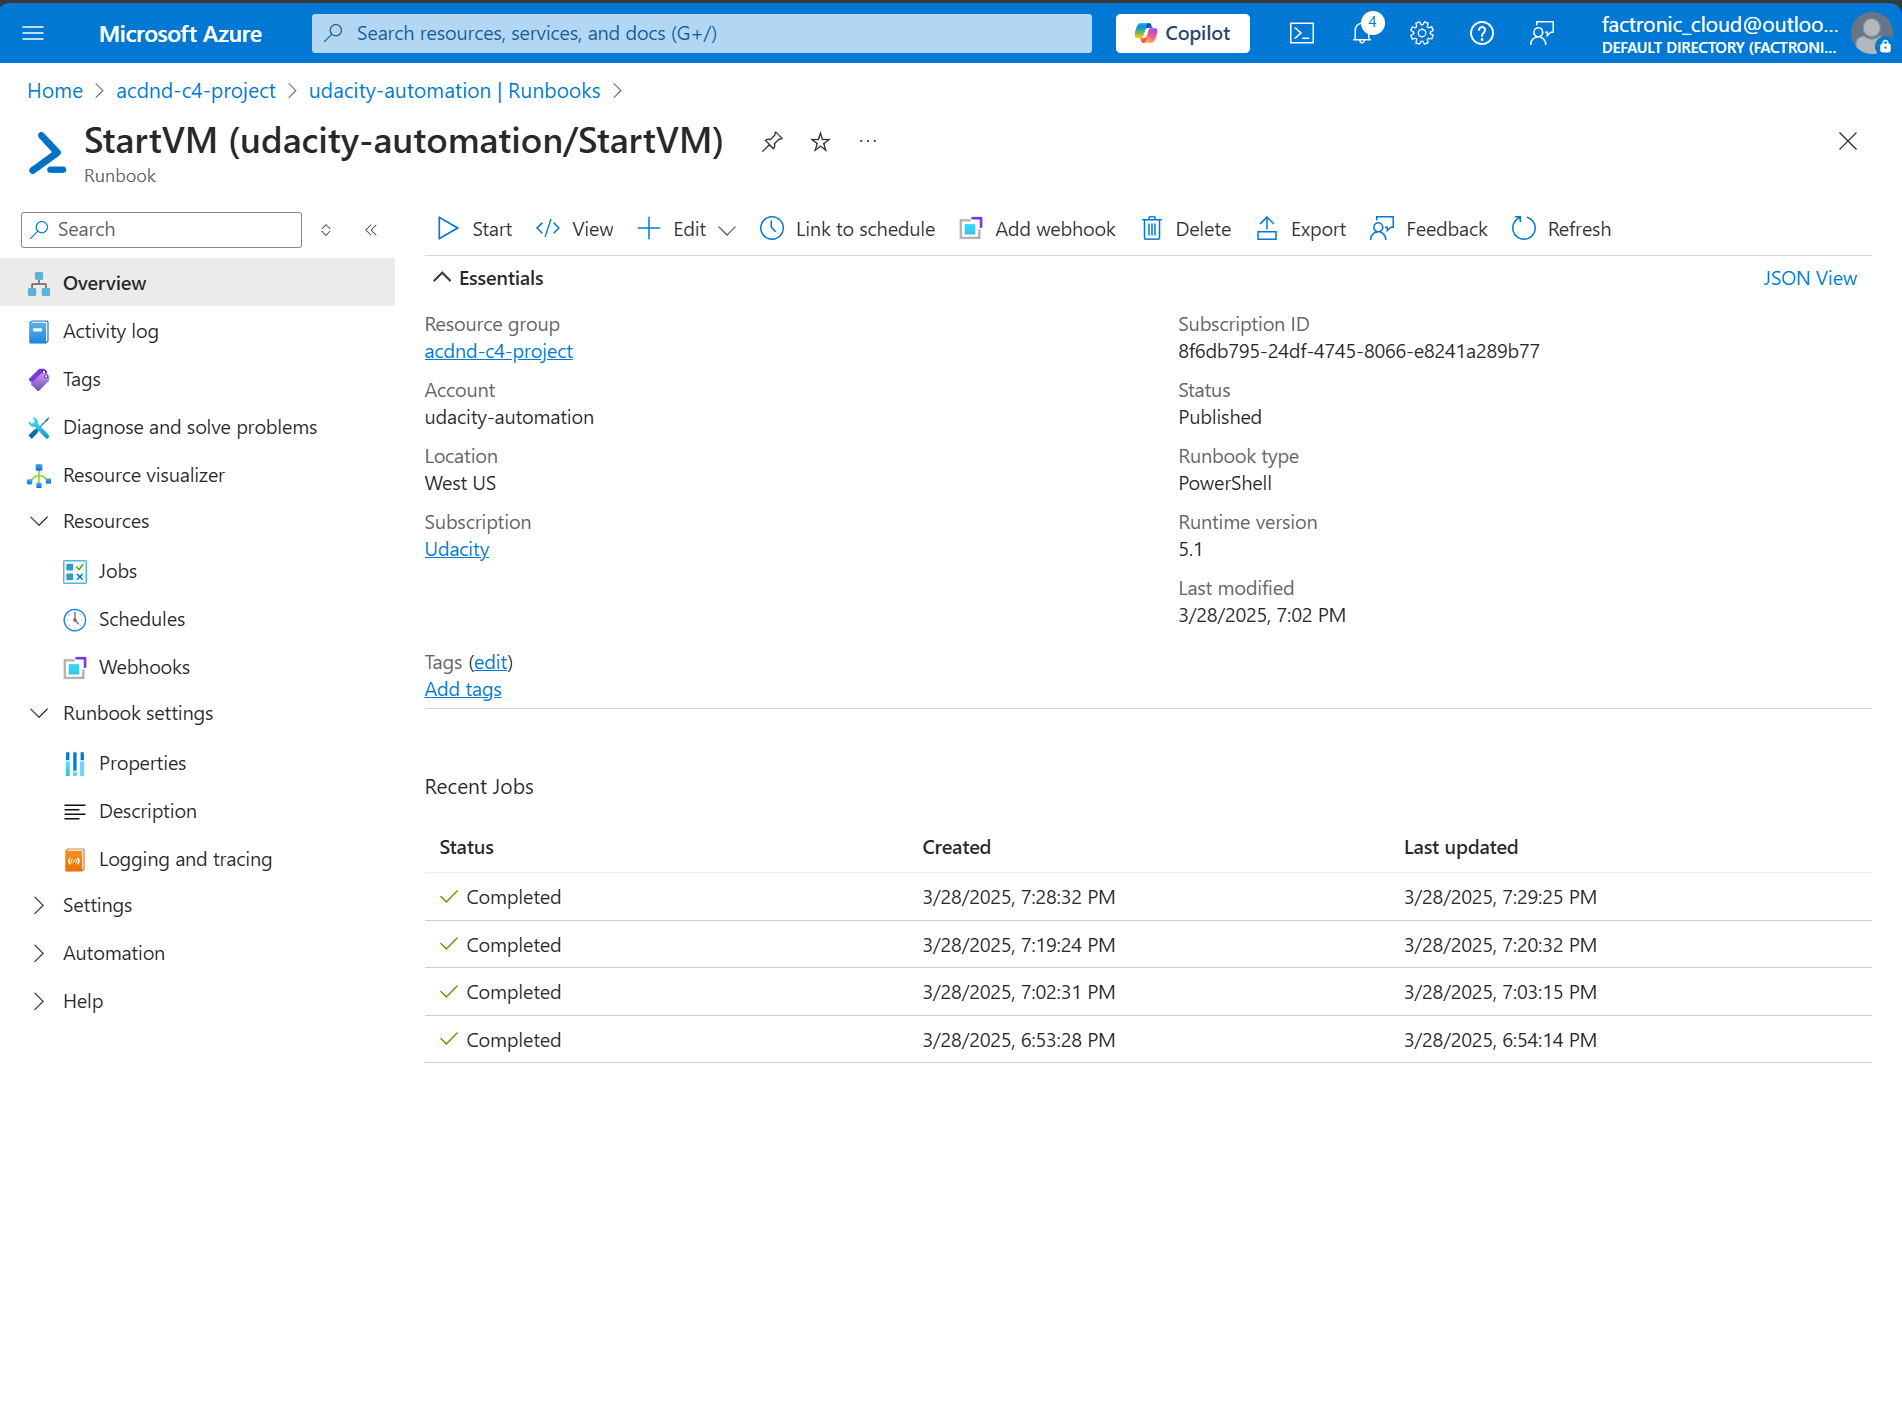 Microsoft Azure
Search resources, services, and docs (G+/)
Copilot
4
factronic_cloud@outloo...
DEFAULT DIRECTORY (FACTRONI...
Home > acdnd-c4-project > udacity-automation | Runbooks >
StartVM (udacity-automation/StartVM)
Runbook
Search
Start View Edit Link to schedule Add webhook Delete Export Feedback Refresh
Overview
Activity log
Tags
Diagnose and solve problems
Resource visualizer
Resources
Jobs
Schedules
Webhooks
Runbook settings
Properties
Description
Logging and tracing
Settings
Automation
Help
Essentials
JSON View
Resource group
acdnd-c4-project
Account
udacity-automation
Location
West US
Subscription
Udacity
Subscription ID
8f6db795-24df-4745-8066-e8241a289b77
Status
Published
Runbook type
PowerShell
Runtime version
5.1
Last modified
3/28/2025, 7:02 PM
Tags (edit)
Add tags
Recent Jobs
Status Created Last updated
Completed 3/28/2025, 7:28:32 PM 3/28/2025, 7:29:25 PM
Completed 3/28/2025, 7:19:24 PM 3/28/2025, 7:20:32 PM
Completed 3/28/2025, 7:02:31 PM 3/28/2025, 7:03:15 PM
Completed 3/28/2025, 6:53:28 PM 3/28/2025, 6:54:14 PM